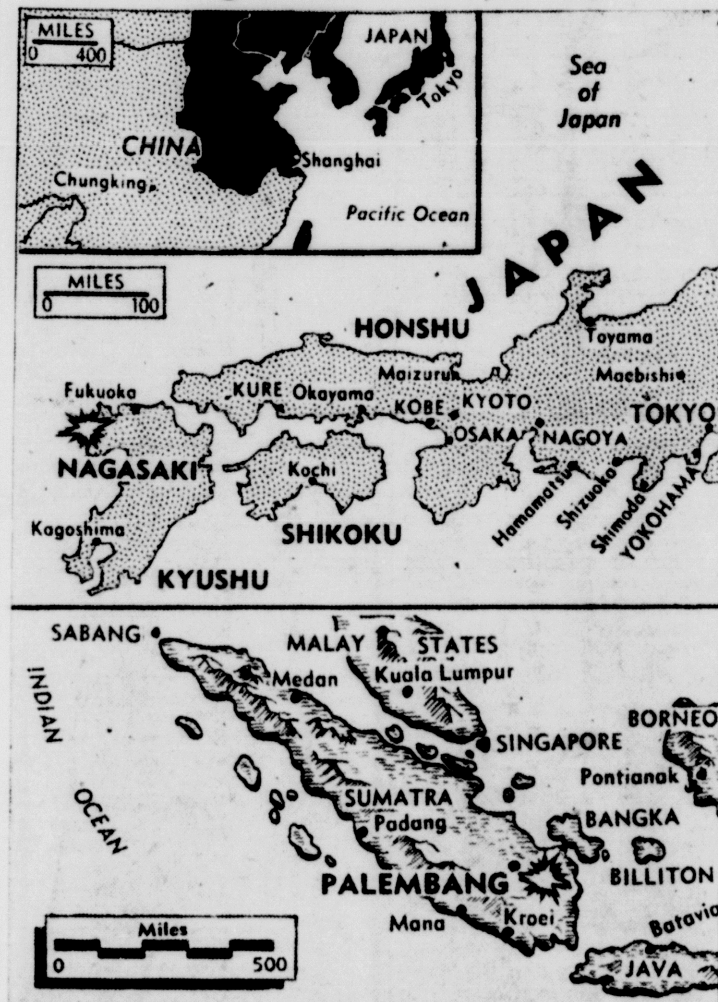 MILES
0 400
JAPAN
Tokyo
CHINA
Shanghai
Chungking
Pacific Ocean
Sea
of
Japan
MILES
0 100
JAPAN
HONSHU
Toyama
Maizuru
Maebishi
Fukuoka
KURE
Okayama
KOBE
KYOTO
TOKYO
OSAKA
NAGOYA
NAGASAKI
Kochi
Hamamatsu
Shizuoka
Shimoda
YOKOHAMA
Kagoshima
SHIKOKU
KYUSHU
SABANG
MALAY STATES
Kuala Lumpur
Medan
INDIAN
OCEAN
BORNEO
SINGAPORE
Pontianak
SUMATRA
Padang
BANGKA
PALEMBANG
BILLITON
Mana
Kroei
Batavia
Miles
0 500
JAVA